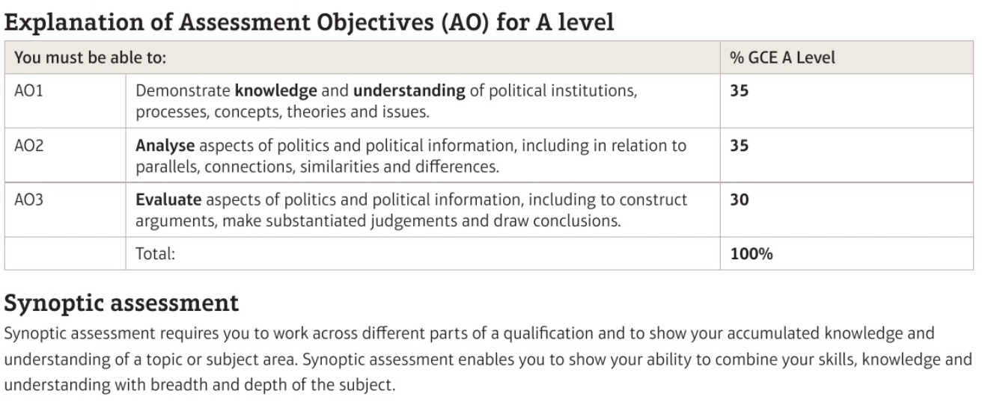 Explanation of Assessment Objectives (AO) for A level
You must be able to:
% GCE A Level
AO1
Demonstrate knowledge and understanding of political institutions,
processes, concepts, theories and issues.
35
AO2
Analyse aspects of politics and political information, including in relation to
parallels, connections, similarities and differences.
35
AO3
Evaluate aspects of politics and political information, including to construct
arguments, make substantiated judgements and draw conclusions.
30
Total:
100%
Synoptic assessment
Synoptic assessment requires you to work across different parts of a qualification and to show your accumulated knowledge and
understanding of a topic or subject area. Synoptic assessment enables you to show your ability to combine your skills, knowledge and
understanding with breadth and depth of the subject.